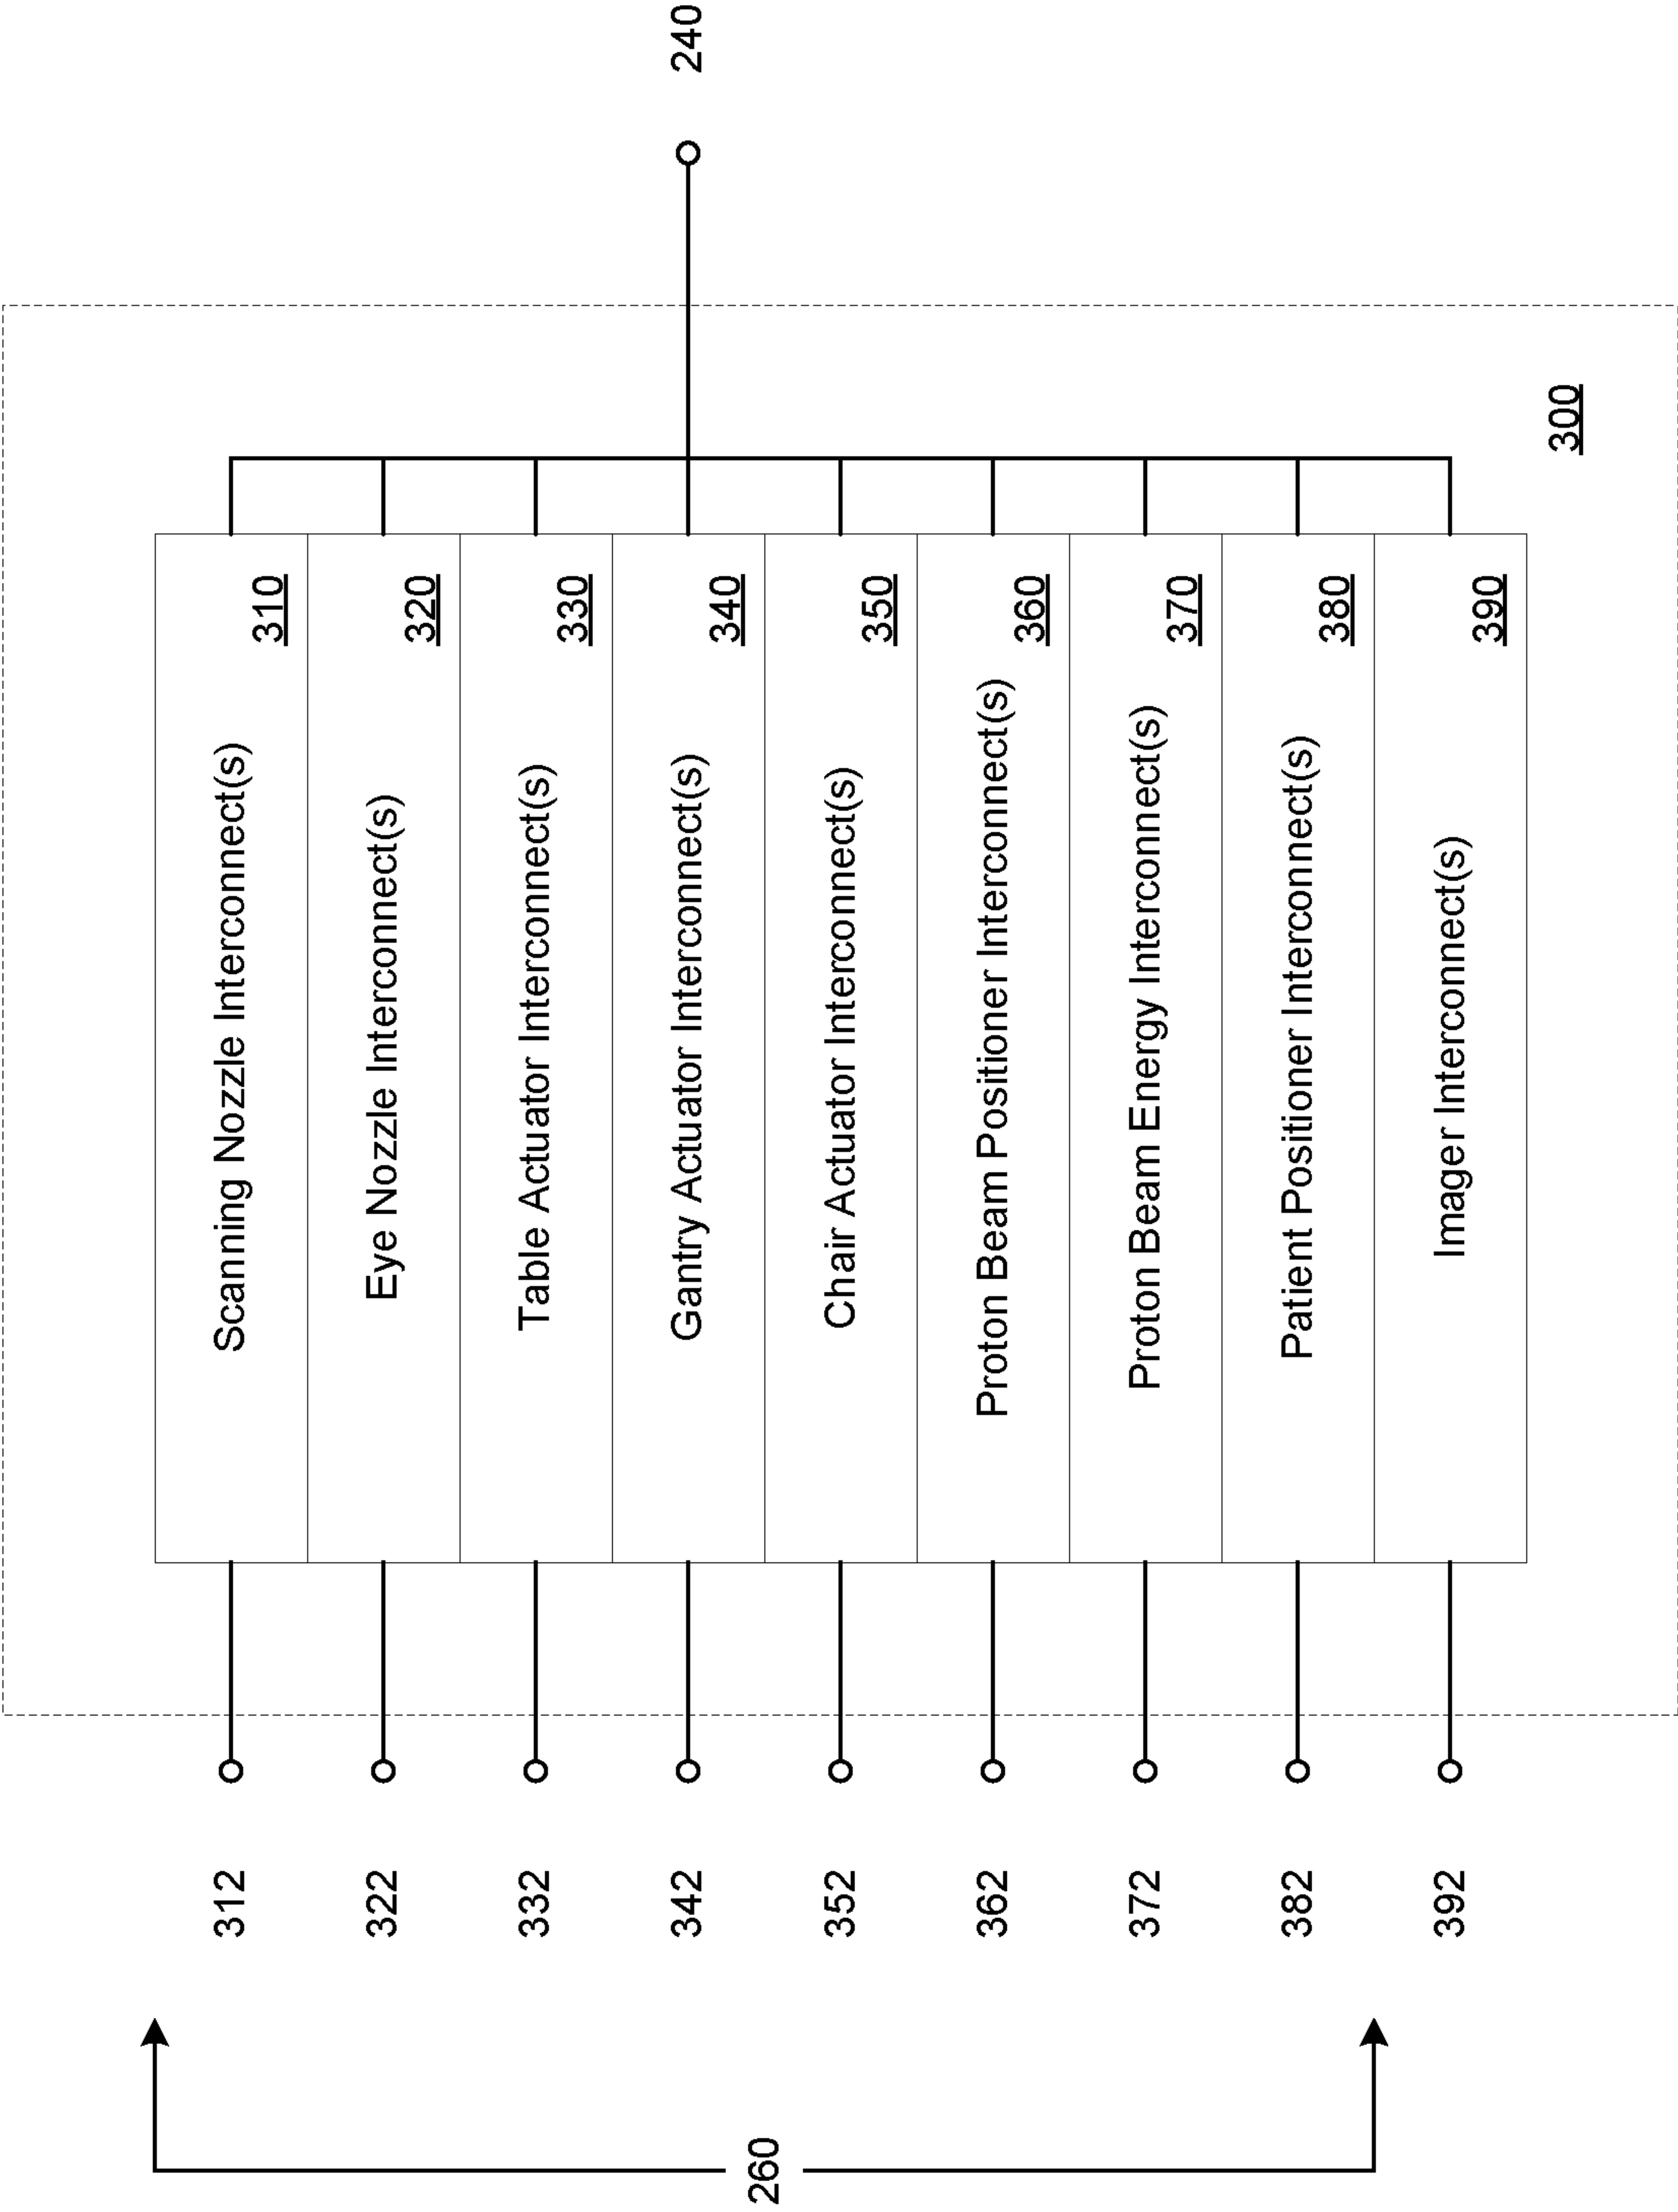 312
Scanning Nozzle Interconnect(s)
310
322
Eye Nozzle Interconnect(s)
320
332
Table Actuator Interconnect(s)
330
342
Gantry Actuator Interconnect(s)
340
240
260
352
Chair Actuator Interconnect(s)
350
362
Proton Beam Positioner Interconnect(s)
360
372
Proton Beam Energy Interconnect(s)
370
382
Patient Positioner Interconnect(s)
380
392
Imager Interconnect(s)
390
300